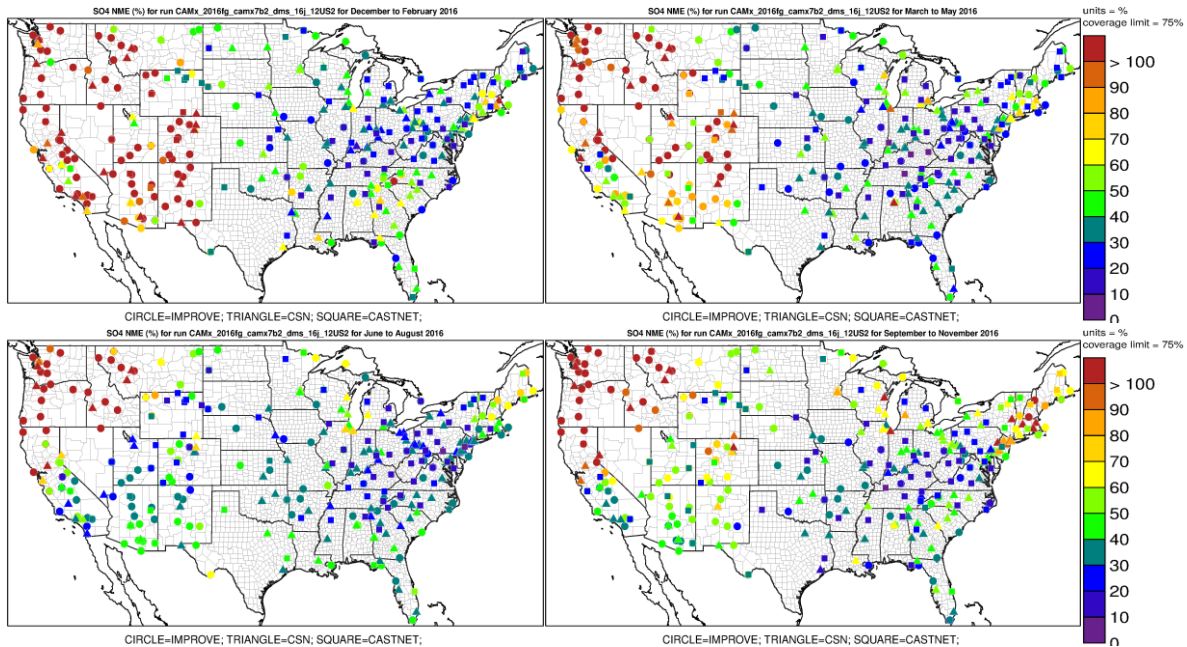 SO4 NME (%) for run CAMx_2016fg_camx7b2_dms_16j_12US2 for December to February 2016
SO4 NME (%) for run CAMx_2016fg_camx7b2_dms_16j_12US2 for March to May 2016
units = %
coverage limit = 75%
> 100
90
80
70
60
50
40
30
20
10
0
CIRCLE=IMPROVE; TRIANGLE=CSN; SQUARE=CASTNET;
CIRCLE=IMPROVE; TRIANGLE=CSN; SQUARE=CASTNET;
SO4 NME (%) for run CAMx_2016fg_camx7b2_dms_16j_12US2 for June to August 2016
SO4 NME (%) for run CAMx_2016fg_camx7b2_dms_16j_12US2 for September to November 2016
units = %
coverage limit = 75%
> 100
90
80
70
60
50
40
30
20
10
0
CIRCLE=IMPROVE; TRIANGLE=CSN; SQUARE=CASTNET;
CIRCLE=IMPROVE; TRIANGLE=CSN; SQUARE=CASTNET;